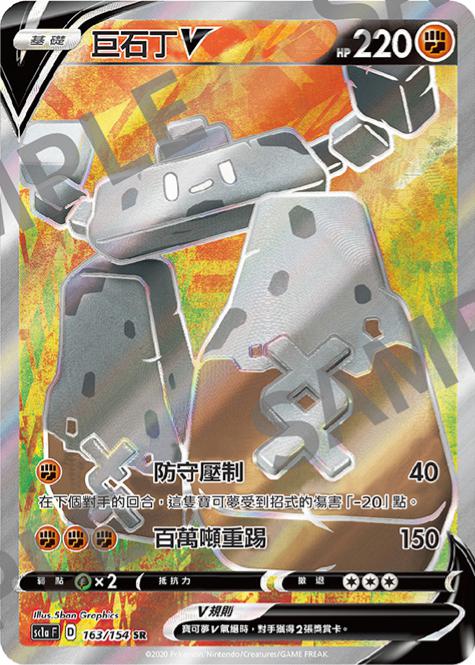 基礎 巨石丁V HP 220
防守壓制 40
在下個對手的回合，這隻寶可夢受到招式的傷害「-20」點。
百萬噸重踢 150
弱點 ×2 抵抗力 撤退
Illus. Shan Graphics
V規則
sc1a F D 163/154 SR
寶可夢V氣絕時，對手獲得2張獎賞卡。
©2020 Pokémon/Nintendo/Creatures/GAME FREAK
SAMPLE